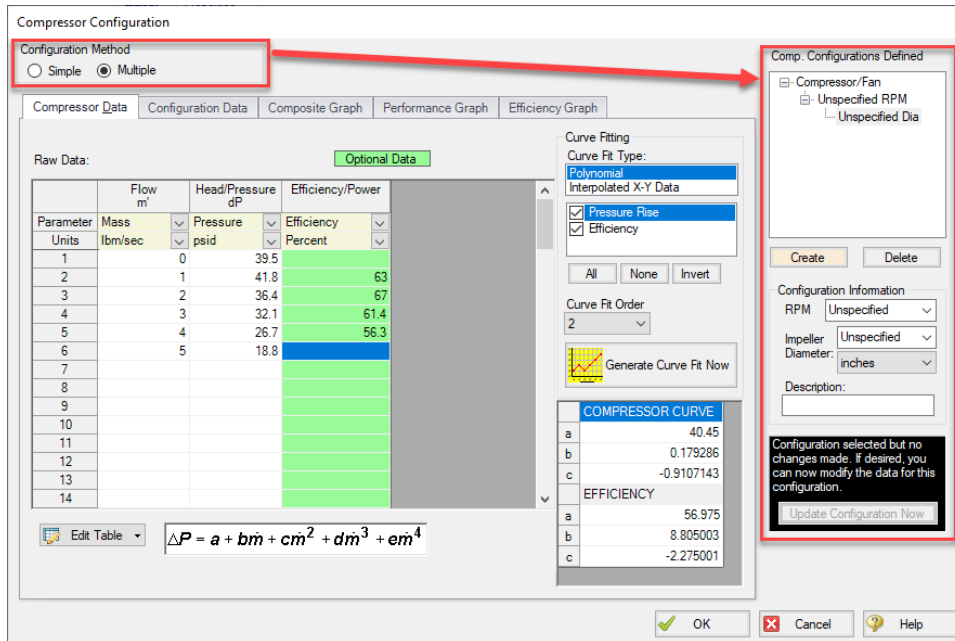 Compressor Configuration
Configuration Method
Simple Multiple
Compressor Data Configuration Data Composite Graph Performance Graph Efficiency Graph
Raw Data: Optional Data
Flow Head/Pressure Efficiency/Power
m' dP
Parameter Mass Pressure Efficiency
Units lbm/sec psid Percent
1 0 39.5
2 1 41.8 63
3 2 36.4 67
4 3 32.1 61.4
5 4 26.7 56.3
6 5 18.8
7
8
9
10
11
12
13
14
Edit Table
ΔP = a + bṁ + cṁ² + dṁ³ + eṁ⁴
Curve Fitting
Curve Fit Type:
Polynomial
Interpolated X-Y Data
Pressure Rise
Efficiency
All None Invert
Curve Fit Order
2
Generate Curve Fit Now
COMPRESSOR CURVE
a 40.45
b 0.179286
c -0.9107143
EFFICIENCY
a 56.975
b 8.805003
c -2.275001
Comp. Configurations Defined
Compressor/Fan
Unspecified RPM
Unspecified Dia
Create Delete
Configuration Information
RPM Unspecified
Impeller Unspecified
Diameter: inches
Description:
Configuration selected but no
changes made. If desired, you
can now modify the data for this
configuration.
Update Configuration Now
OK Cancel Help